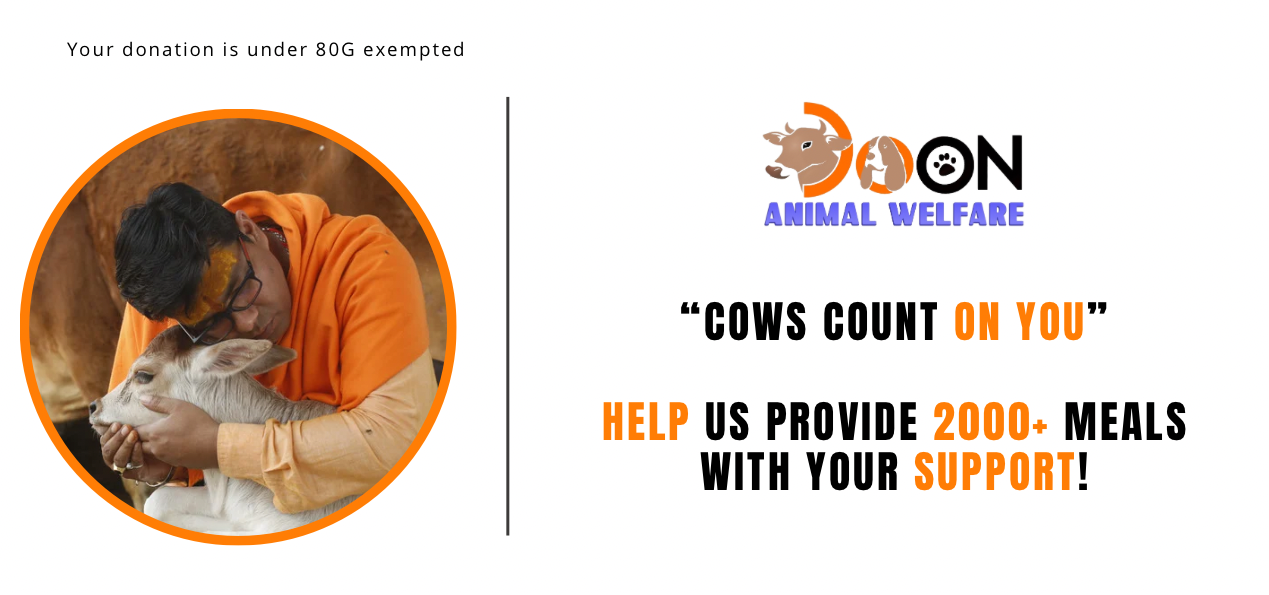 Your donation is under 80G exempted
DOON
ANIMAL WELFARE
“COWS COUNT ON YOU”
HELP US PROVIDE 2000+ MEALS
WITH YOUR SUPPORT!